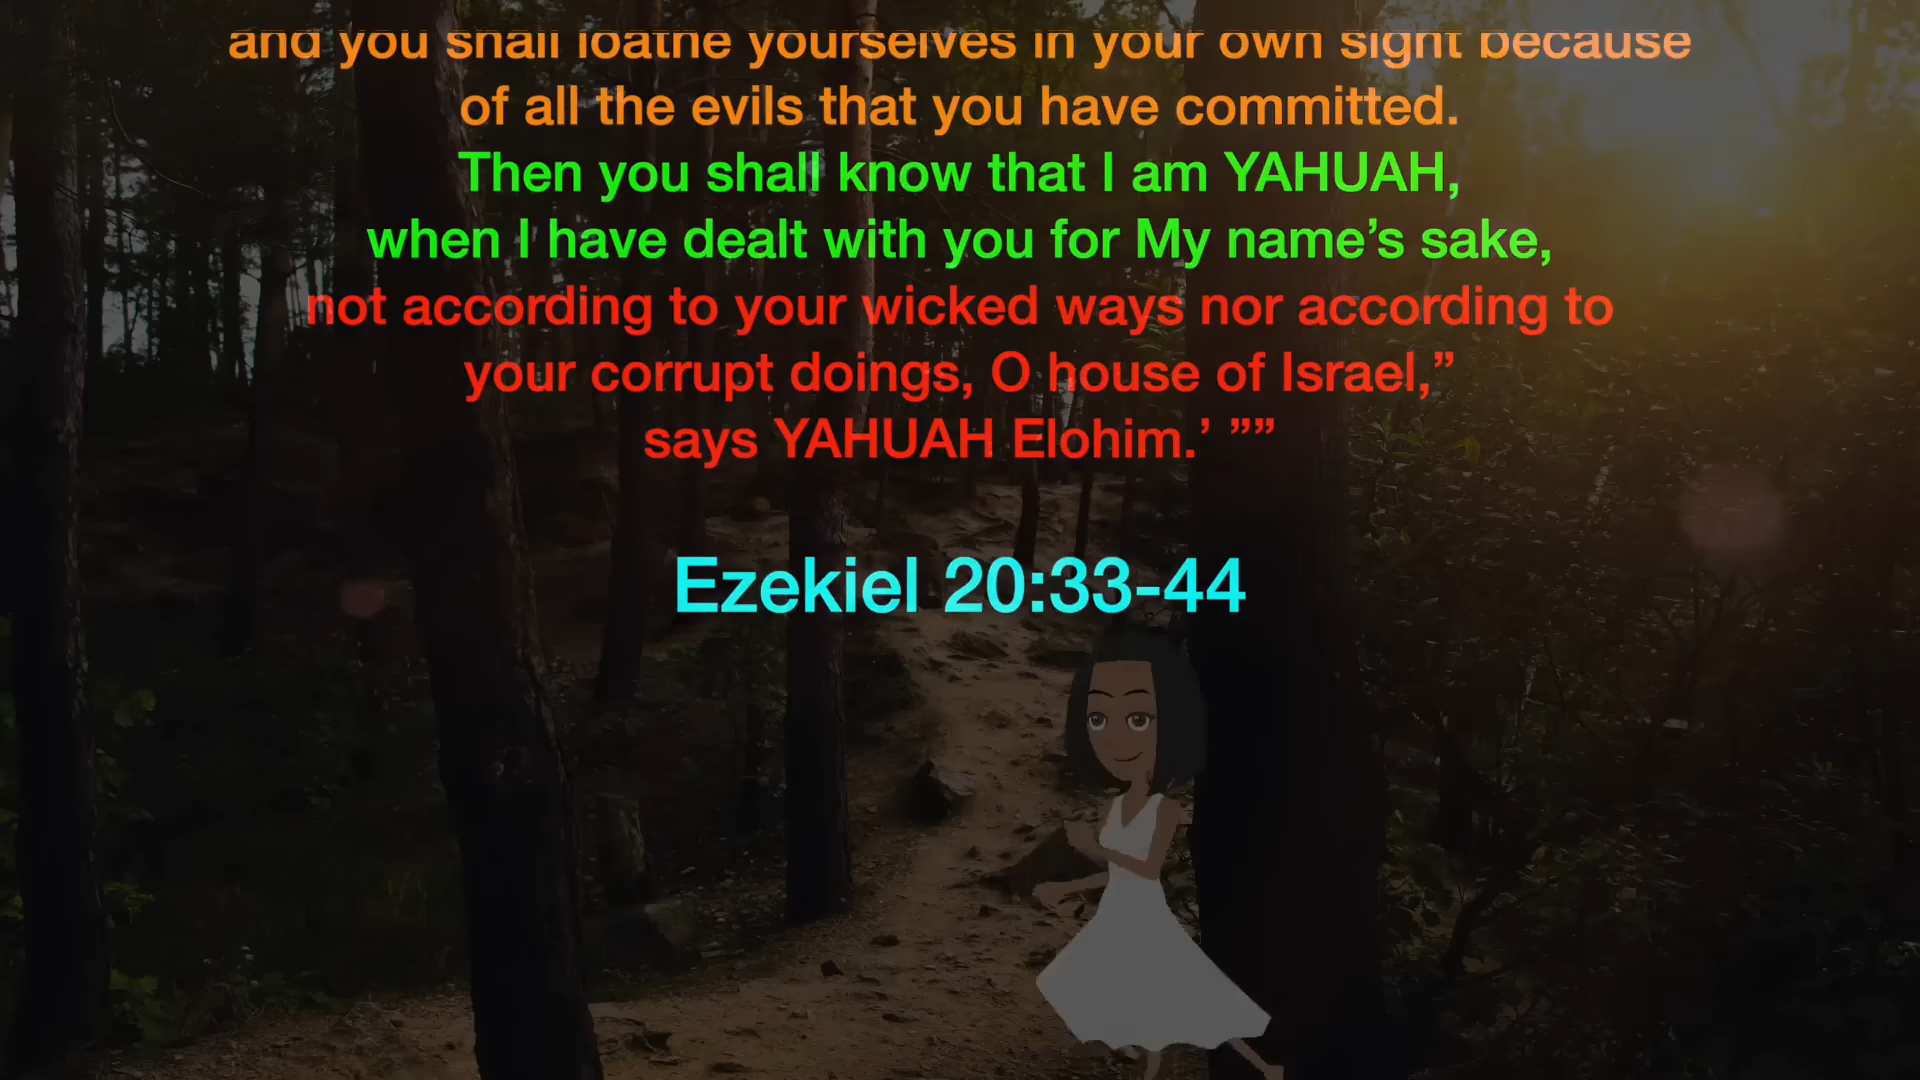 and you shall loathe yourselves in your own sight because
of all the evils that you have committed.
Then you shall know that I am YAHUAH,
when I have dealt with you for My name’s sake,
not according to your wicked ways nor according to
your corrupt doings, O house of Israel,”
says YAHUAH Elohim.’ ””
Ezekiel 20:33-44